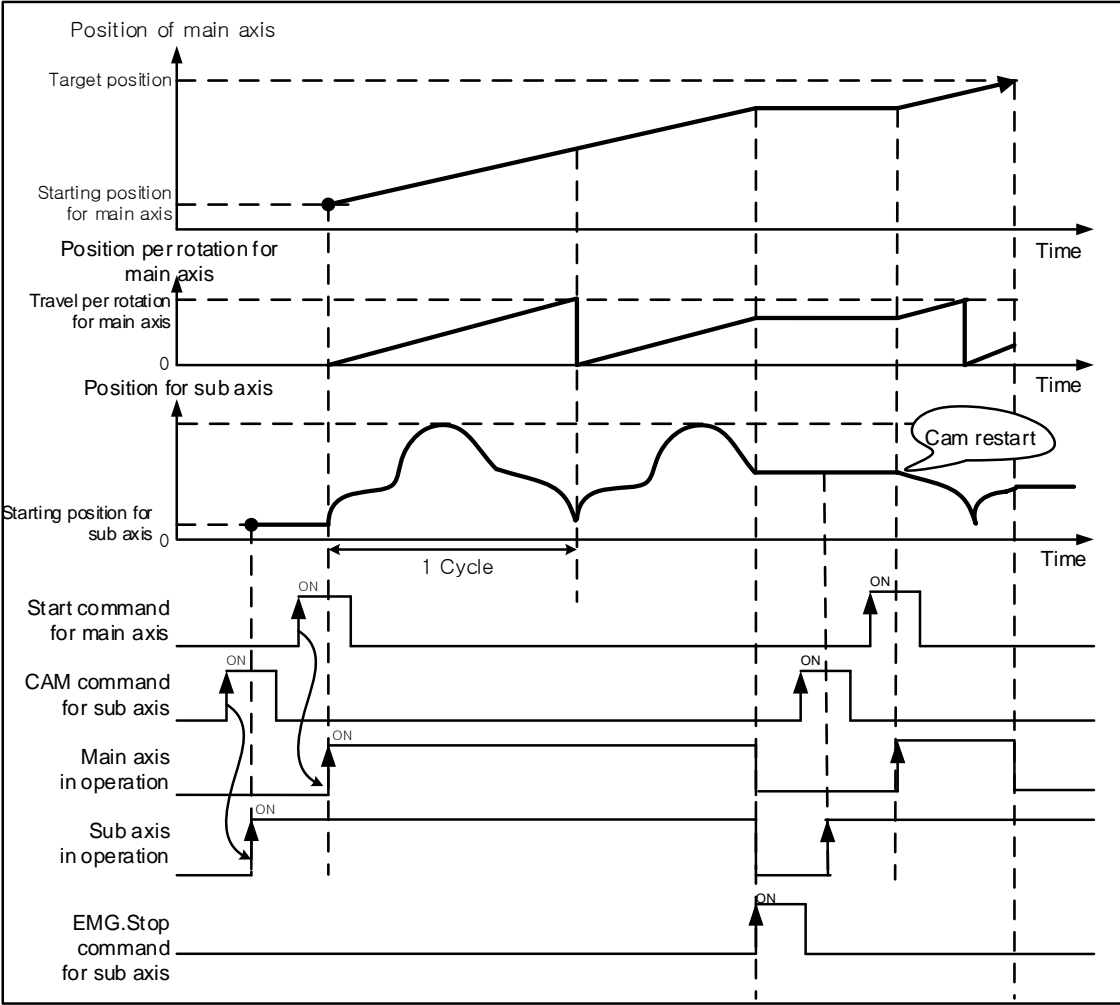 Position of main axis
Target position
Starting position
for main axis
Time
Position per rotation for
main axis
Travel per rotation
for main axis
0
Time
Position for sub axis
Cam restart
Starting position for
sub axis
0
Time
1 Cycle
ON
ON
Start command
for main axis
ON
ON
CAM command
for sub axis
ON
Main axis
in operation
ON
Sub axis
in operation
ON
EMG.Stop
command
for sub axis